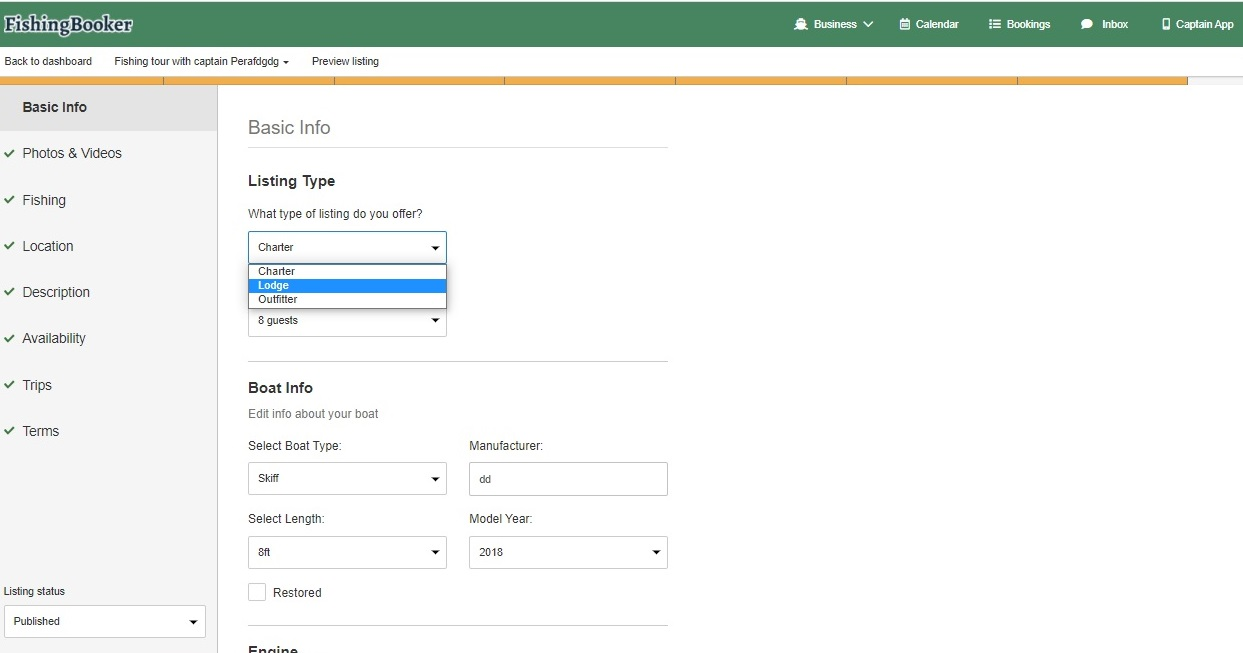 FishingBooker
Business Calendar Bookings Inbox Captain App
Back to dashboard Fishing tour with captain Perafdgdg Preview listing
Basic Info
Photos & Videos
Fishing
Location
Description
Availability
Trips
Terms
Listing status
Published
Basic Info
Listing Type
What type of listing do you offer?
Charter
Charter
Lodge
Outfitter
8 guests
Boat Info
Edit info about your boat
Select Boat Type: Manufacturer:
Skiff dd
Select Length: Model Year:
8ft 2018
Restored
Engine